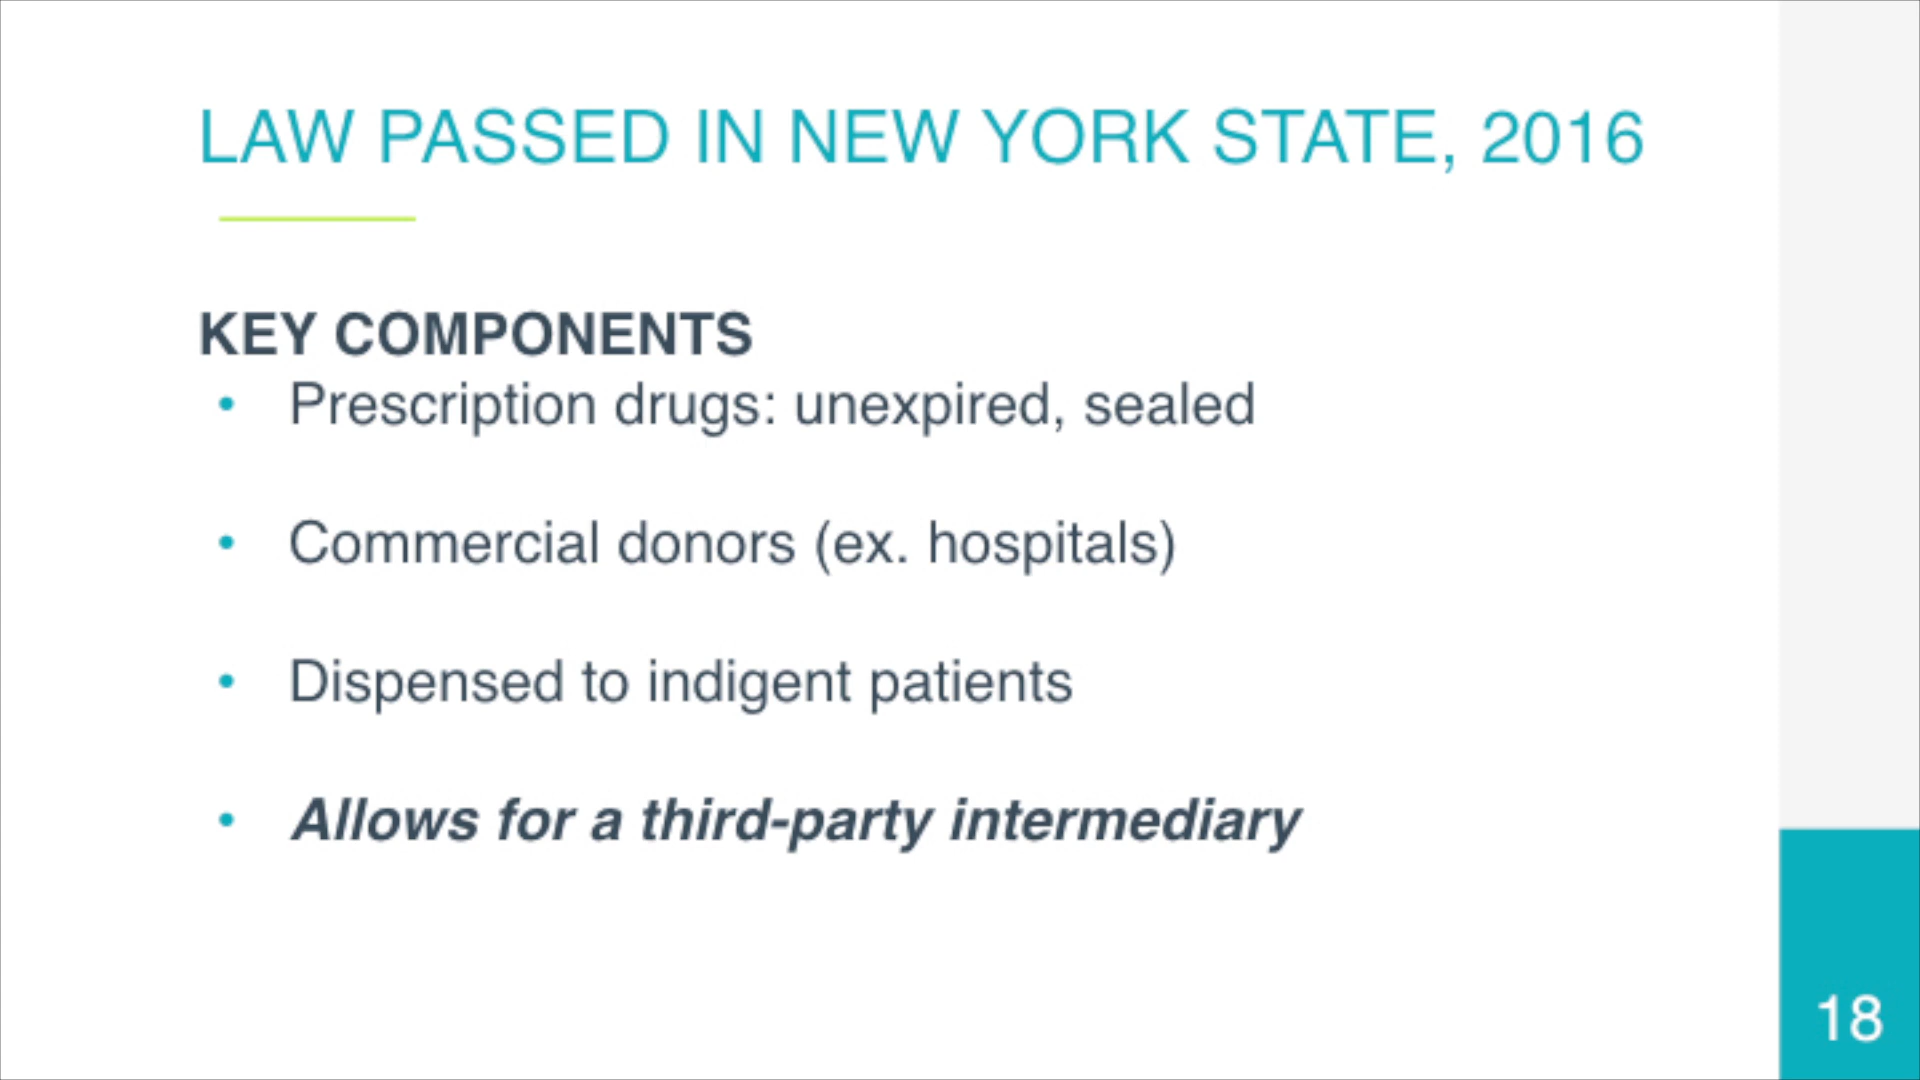 LAW PASSED IN NEW YORK STATE, 2016
KEY COMPONENTS
• Prescription drugs: unexpired, sealed
• Commercial donors (ex. hospitals)
• Dispensed to indigent patients
• Allows for a third-party intermediary
18